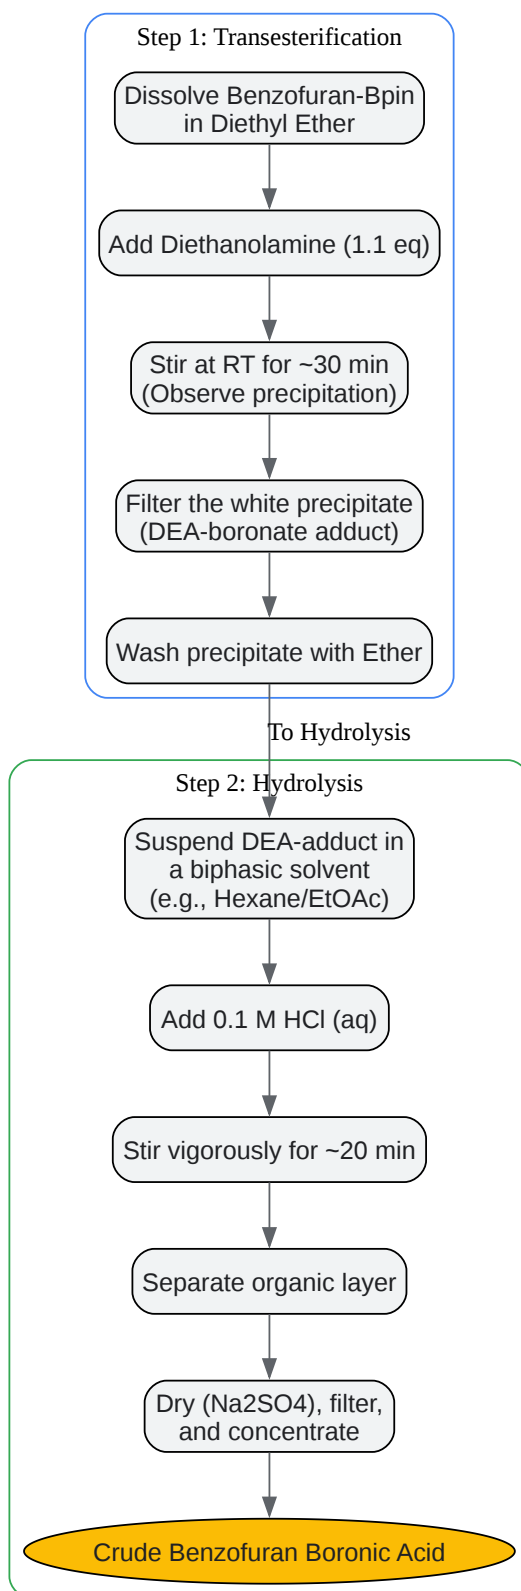 Step 1: Transesterification
Dissolve Benzofuran-Bpin
in Diethyl Ether
Add Diethanolamine (1.1 eq)
Stir at RT for ~30 min
(Observe precipitation)
Filter the white precipitate
(DEA-boronate adduct)
Wash precipitate with Ether
To Hydrolysis
Step 2: Hydrolysis
Suspend DEA-adduct in
a biphasic solvent
(e.g., Hexane/EtOAc)
Add 0.1 M HCl (aq)
Stir vigorously for ~20 min
Separate organic layer
Dry (Na2SO4), filter,
and concentrate
Crude Benzofuran Boronic Acid